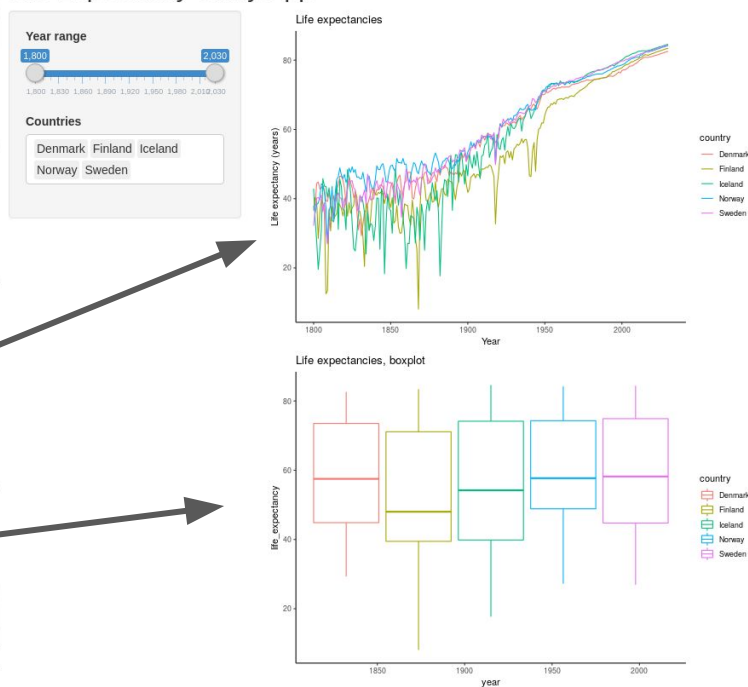 Year range
1,800 2,030
1,800 1,830 1,860 1,890 1,920 1,950 1,980 2,030
Countries
Denmark Finland Iceland
Norway Sweden
Life expectancies
Life expectancy (years)
80
60
40
20
1800 1850 1900 1950 2000
Year
country
Denmark
Finland
Iceland
Norway
Sweden
Life expectancies, boxplot
life_expectancy
80
60
40
20
1850 1900 1950 2000
year
country
Denmark
Finland
Iceland
Norway
Sweden